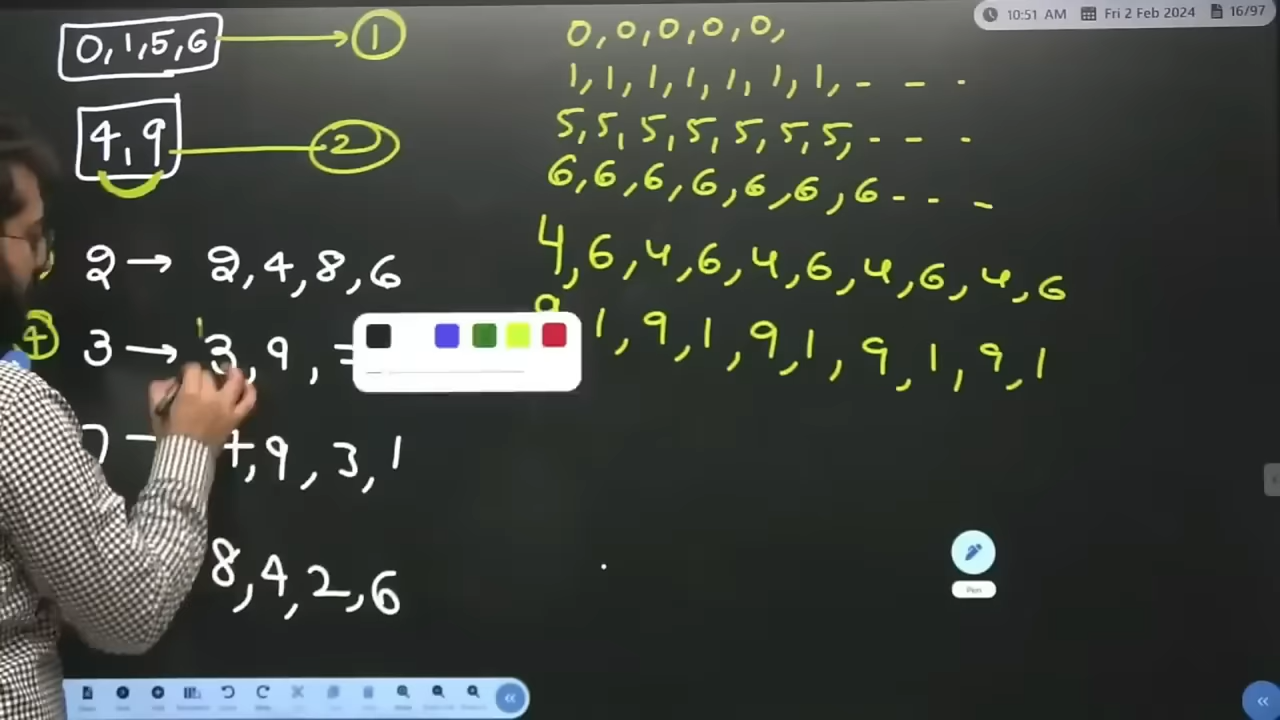 10:51 AM Fri 2 Feb 2024 16/97
0,1,5,6 → 1
4,9 2
2 → 2,4,8,6
4 3 → 3,9,
7 9,3,1
8,4,2,6
0,0,0,0,0,
1,1,1,1,1,1,1,- - -
5,5,5,5,5,5,5,- - -
6,6,6,6,6,6,6 - - -
4,6,4,6,4,6,4,6,4,6
1,9,1,9,1,9,1,9,1
Pen